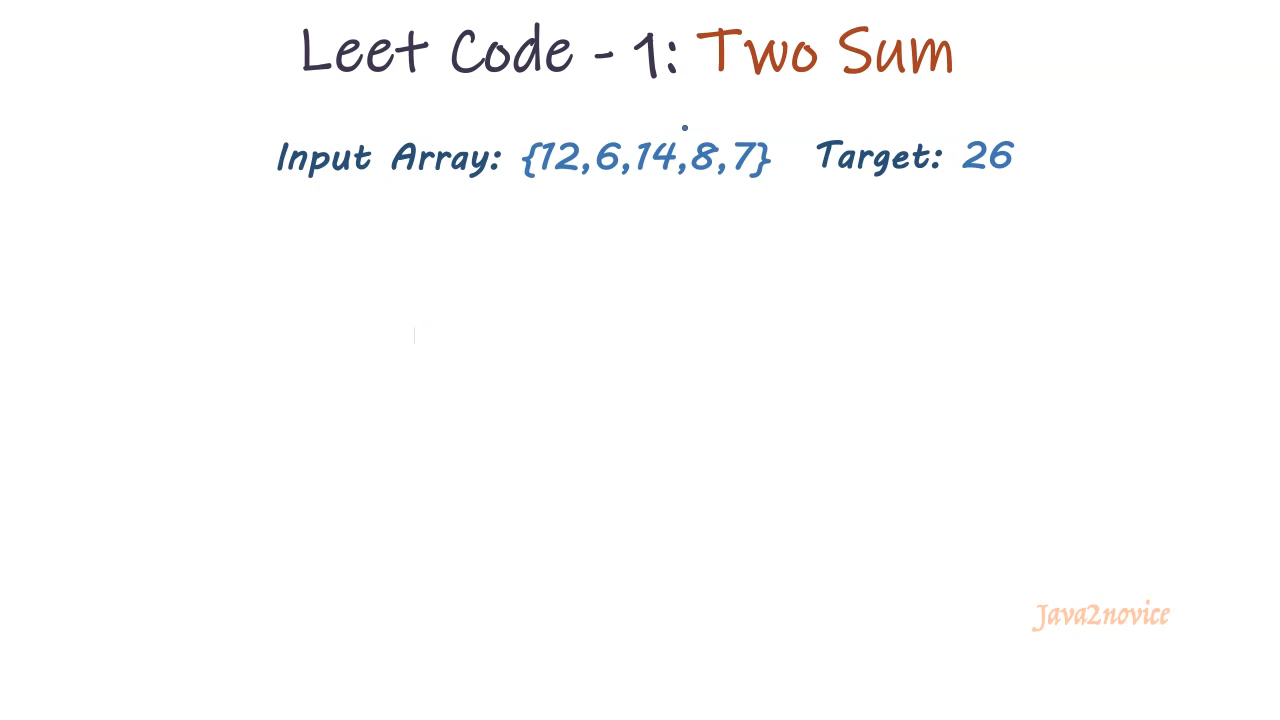 Leet Code - 1: Two Sum
Input Array: {12,6,14,8,7} Target: 26
Java2novice